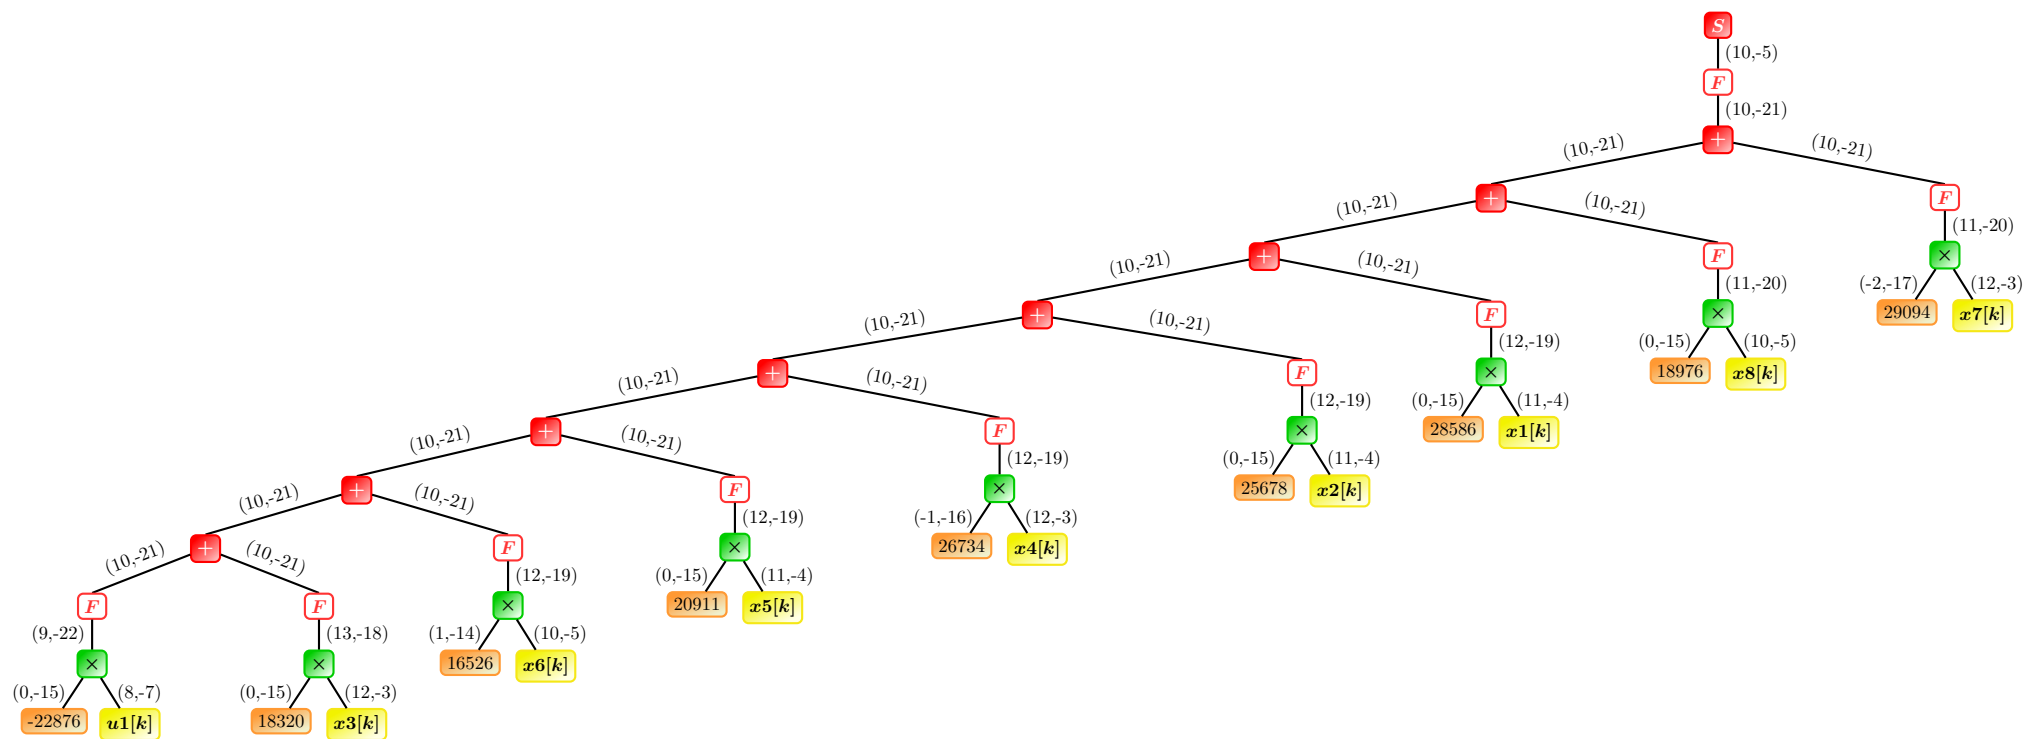 S
(10,-5)
F
(10,-21)
+
(10,-21) (10,-21)
+ F
(10,-21) (10,-21) (11,-20)
+ F ×
(10,-21) (10,-21) (11,-20) (-2,-17) (12,-3)
+ F × 29094 x7[k]
(10,-21) (10,-21) (12,-19) (0,-15) (10,-5)
+ F × 18976 x8[k]
(10,-21) (10,-21) (12,-19) (0,-15) (11,-4)
+ F × 28586 x1[k]
(10,-21) (10,-21) (12,-19) (0,-15) (11,-4)
+ F × 25678 x2[k]
(10,-21) (10,-21) (12,-19) (-1,-16) (12,-3)
+ F × 26734 x4[k]
(10,-21) (10,-21) (12,-19) (0,-15) (11,-4)
F F × 20911 x5[k]
(9,-22) (13,-18) (1,-14) (10,-5)
× × 16526 x6[k]
(0,-15) (8,-7) (0,-15) (12,-3)
-22876 u1[k] 18320 x3[k]